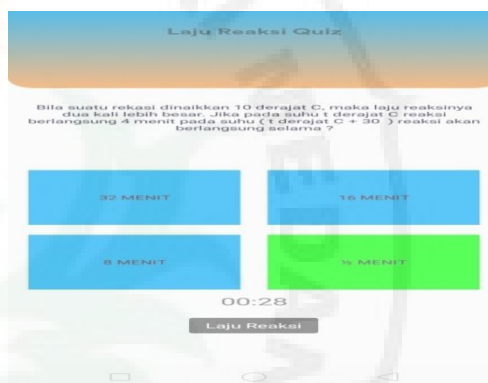 Laju Reaksi Quiz
Bila suatu rekasi dinaikkan 10 derajat C, maka laju reaksinya
dua kali lebih besar. Jika pada suhu t derajat C reaksi
berlangsung 4 menit pada suhu ( t derajat C + 30 ) reaksi akan
berlangsung selama ?
32 MENIT
16 MENIT
8 MENIT
½ MENIT
00:28
Laju Reaksi